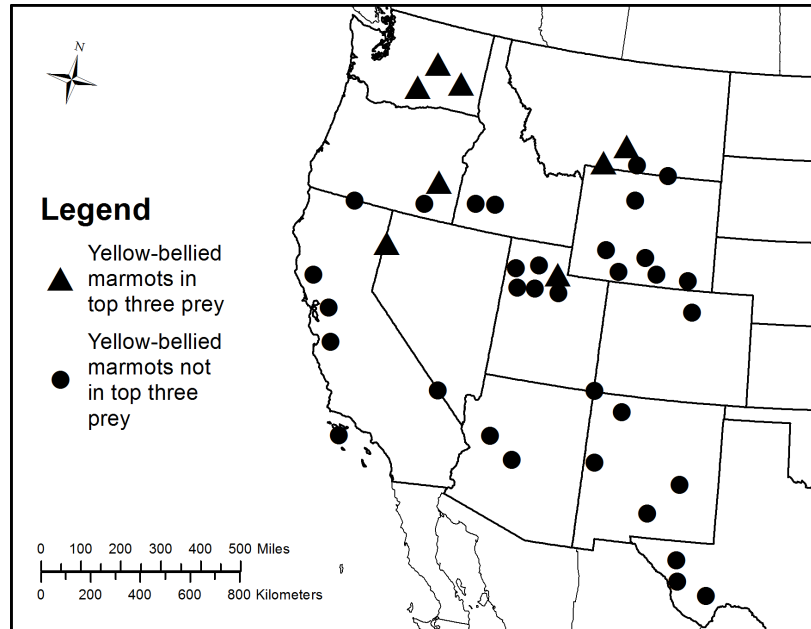 N
Legend
Yellow-bellied
marmots in
top three prey
Yellow-bellied
marmots not
in top three
prey
0 100 200 300 400 500 Miles
0 200 400 600 800 Kilometers